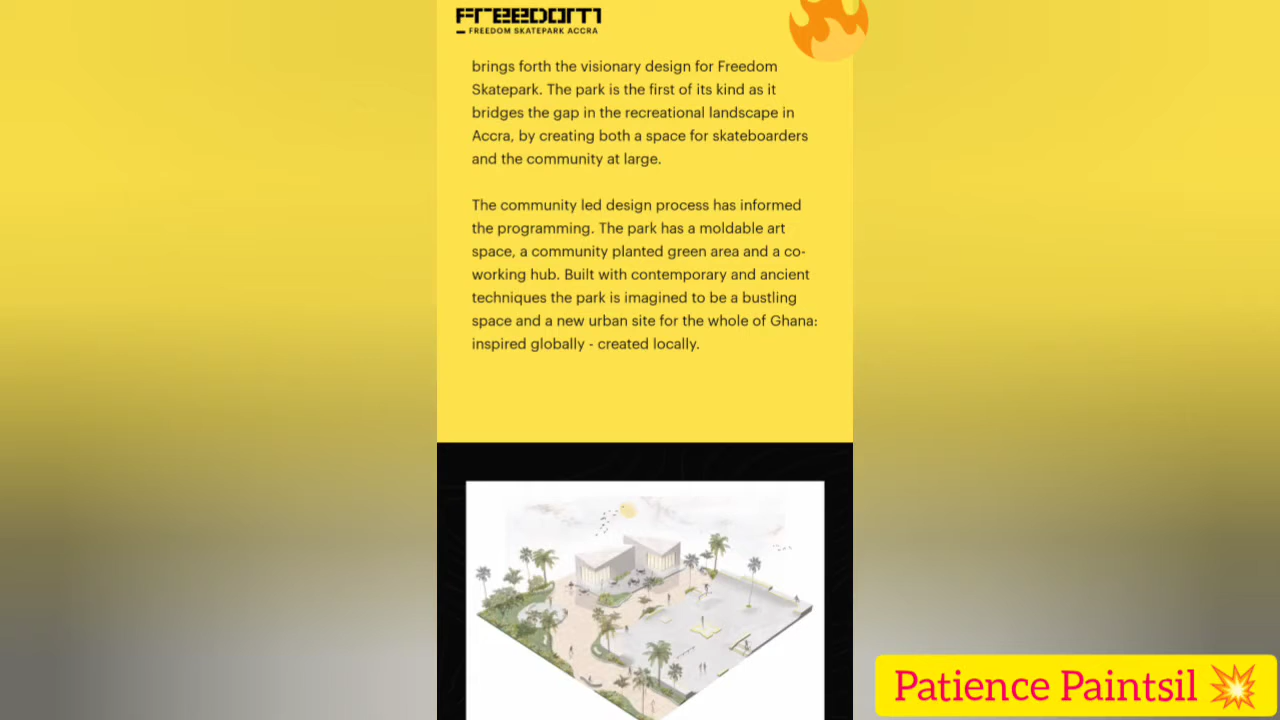 FREEDOM
FREEDOM SKATEPARK ACCRA
brings forth the visionary design for Freedom
Skatepark. The park is the first of its kind as it
bridges the gap in the recreational landscape in
Accra, by creating both a space for skateboarders
and the community at large.
The community led design process has informed
the programming. The park has a moldable art
space, a community planted green area and a co-
working hub. Built with contemporary and ancient
techniques the park is imagined to be a bustling
space and a new urban site for the whole of Ghana:
inspired globally - created locally.
Patience Paintsil